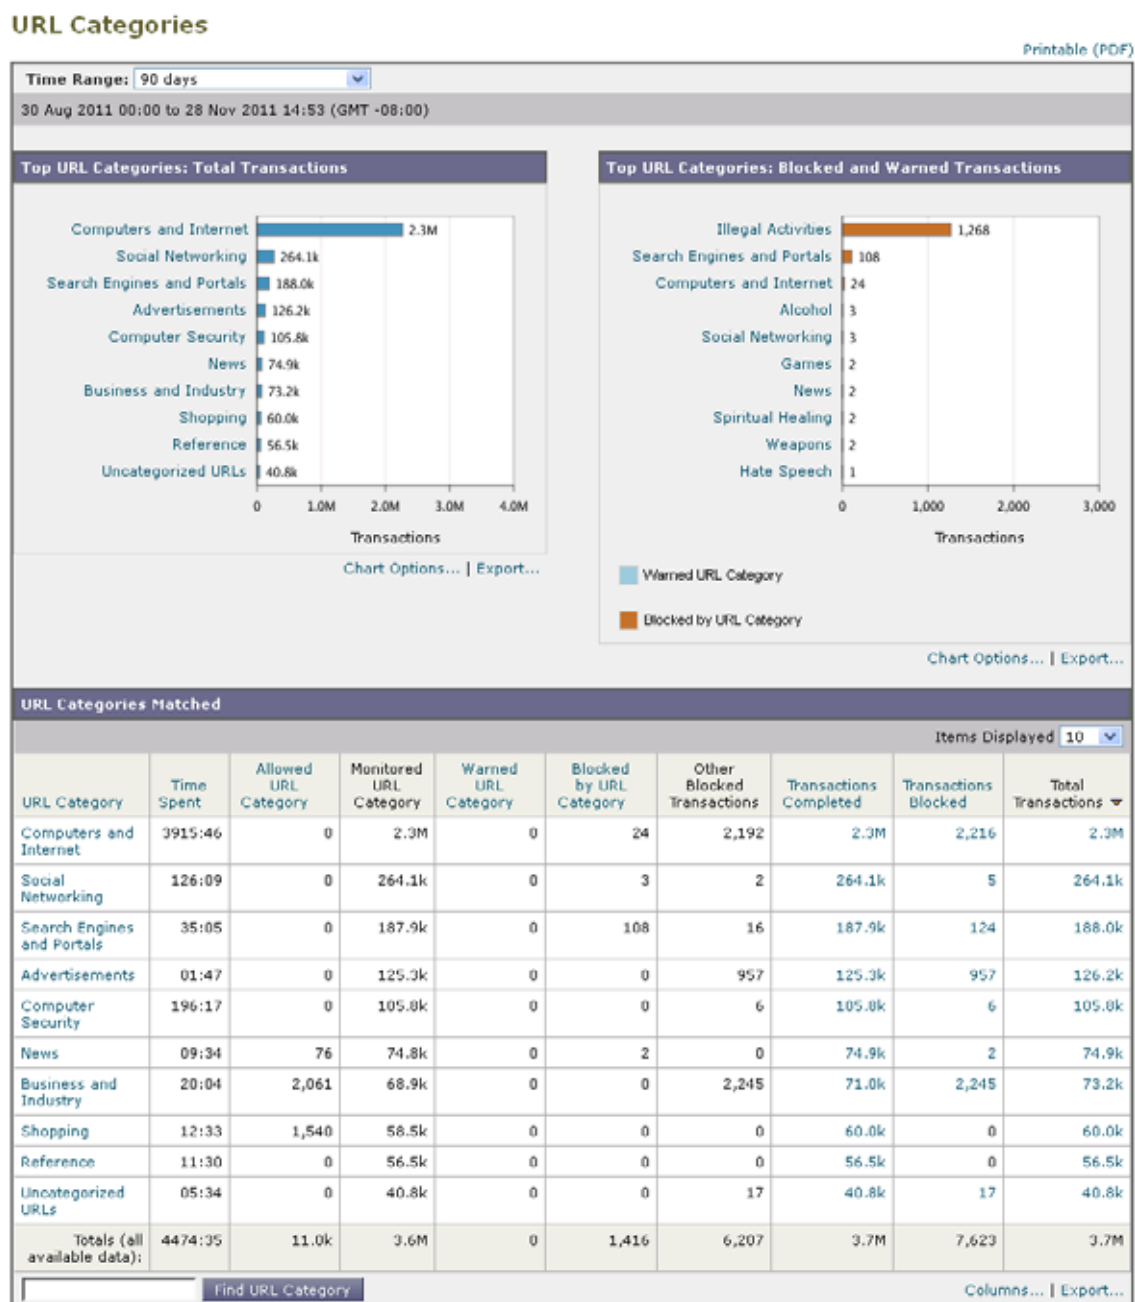 URL Categories
Printable (PDF)
Time Range: 90 days
30 Aug 2011 00:00 to 28 Nov 2011 14:53 (GMT -08:00)
Top URL Categories: Total Transactions
Computers and Internet 2.3M
Social Networking 264.1k
Search Engines and Portals 188.0k
Advertisements 126.2k
Computer Security 105.8k
News 74.9k
Business and Industry 73.2k
Shopping 60.0k
Reference 56.5k
Uncategorized URLs 40.8k
0 1.0M 2.0M 3.0M 4.0M
Transactions
Chart Options... | Export...
Top URL Categories: Blocked and Warned Transactions
Illegal Activities 1,268
Search Engines and Portals 108
Computers and Internet 24
Alcohol 3
Social Networking 3
Games 2
News 2
Spiritual Healing 2
Weapons 2
Hate Speech 1
0 1,000 2,000 3,000
Transactions
Warned URL Category
Blocked by URL Category
Chart Options... | Export...
URL Categories Matched
Items Displayed 10
URL Category Time Spent Allowed URL Category Monitored URL Category Warned URL Category Blocked by URL Category Other Blocked Transactions Transactions Completed Transactions Blocked Total Transactions
Computers and Internet 3915:46 0 2.3M 0 24 2,192 2.3M 2,216 2.3M
Social Networking 126:09 0 264.1k 0 3 2 264.1k 5 264.1k
Search Engines and Portals 35:05 0 187.9k 0 108 16 187.9k 124 188.0k
Advertisements 01:47 0 125.3k 0 0 957 125.3k 957 126.2k
Computer Security 196:17 0 105.8k 0 0 6 105.8k 6 105.8k
News 09:34 76 74.8k 0 2 0 74.9k 2 74.9k
Business and Industry 20:04 2,061 68.9k 0 0 2,245 71.0k 2,245 73.2k
Shopping 12:33 1,540 58.5k 0 0 0 60.0k 0 60.0k
Reference 11:30 0 56.5k 0 0 0 56.5k 0 56.5k
Uncategorized URLs 05:34 0 40.8k 0 0 17 40.8k 17 40.8k
Totals (all available data): 4474:35 11.0k 3.6M 0 1,416 6,207 3.7M 7,623 3.7M
Find URL Category
Columns... | Export...